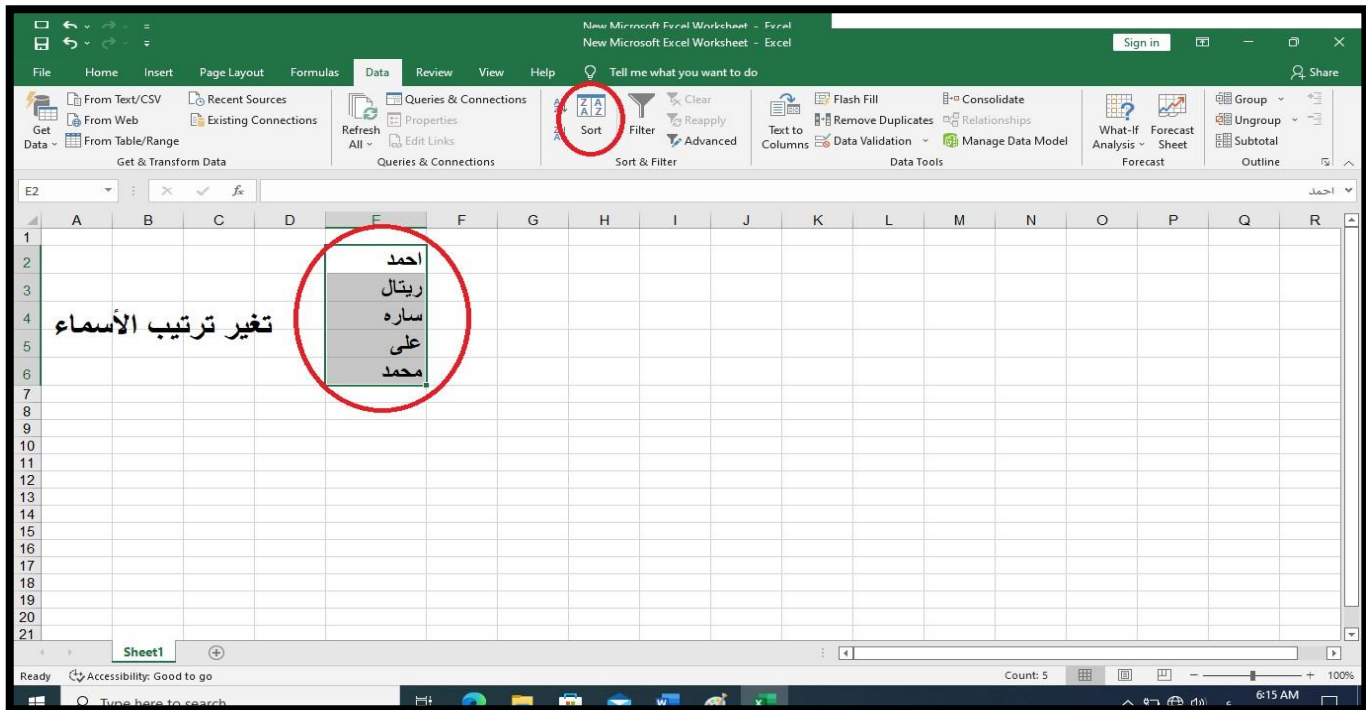 New Microsoft Excel Worksheet - Excel
New Microsoft Excel Worksheet - Excel
Sign in
File Home Insert Page Layout Formulas Data Review View Help Tell me what you want to do Share
Get Data
From Text/CSV
From Web
From Table/Range
Recent Sources
Existing Connections
Get & Transform Data
Refresh All
Queries & Connections
Properties
Edit Links
Queries & Connections
Sort
Filter
Clear
Reapply
Advanced
Sort & Filter
Text to Columns
Flash Fill
Remove Duplicates
Data Validation
Consolidate
Relationships
Manage Data Model
Data Tools
What-If Analysis
Forecast Sheet
Forecast
Group
Ungroup
Subtotal
Outline
E2 fx احمد
A B C D E F G H I J K L M N O P Q R
1
2 احمد
3 ريتال
4 ساره
تغير ترتيب الأسماء
5 على
6 محمد
7
8
9
10
11
12
13
14
15
16
17
18
19
20
21
Sheet1
Ready Accessibility: Good to go Count: 5 100%
Type here to search 6:15 AM